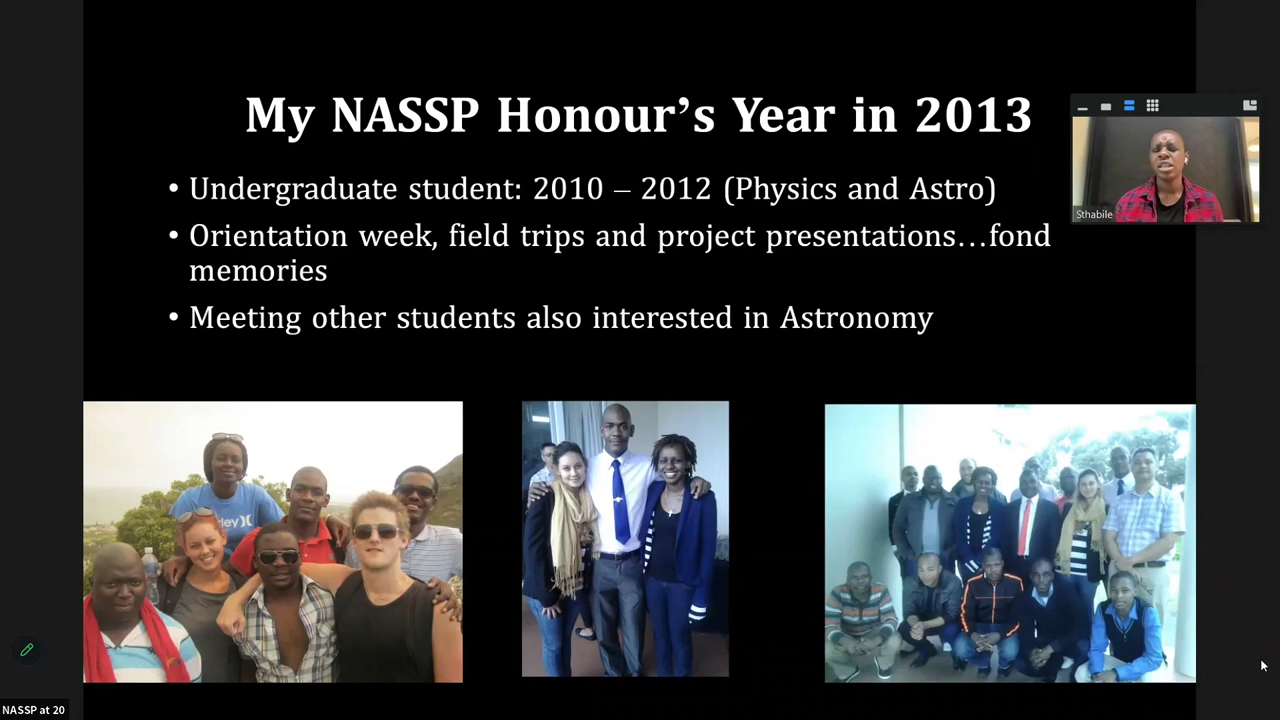 My NASSP Honour’s Year in 2013
• Undergraduate student: 2010 – 2012 (Physics and Astro)
• Orientation week, field trips and project presentations…fond
memories
• Meeting other students also interested in Astronomy
Sthabile
ley
NASSP at 20